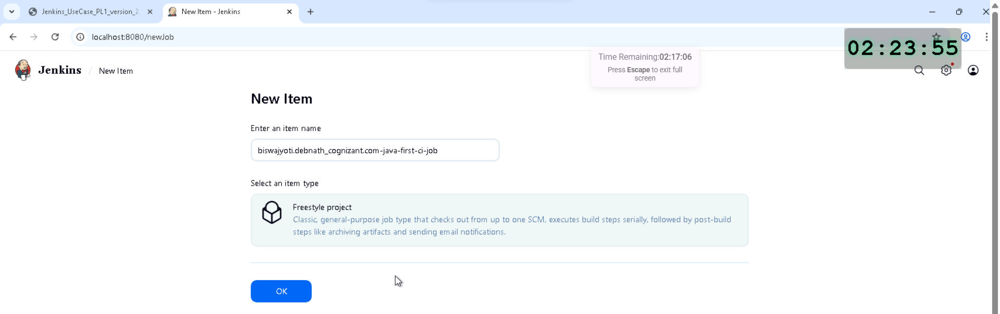 Jenkins_UseCase_PL1_version_2
New Item - Jenkins
localhost:8080/newJob
02:23:55
Time Remaining:02:17:06
Press Escape to exit full
screen
Jenkins / New Item
New Item
Enter an item name
biswajyoti.debnath_cognizant.com-java-first-ci-job
Select an item type
Freestyle project
Classic, general-purpose job type that checks out from up to one SCM, executes build steps serially, followed by post-build
steps like archiving artifacts and sending email notifications.
OK